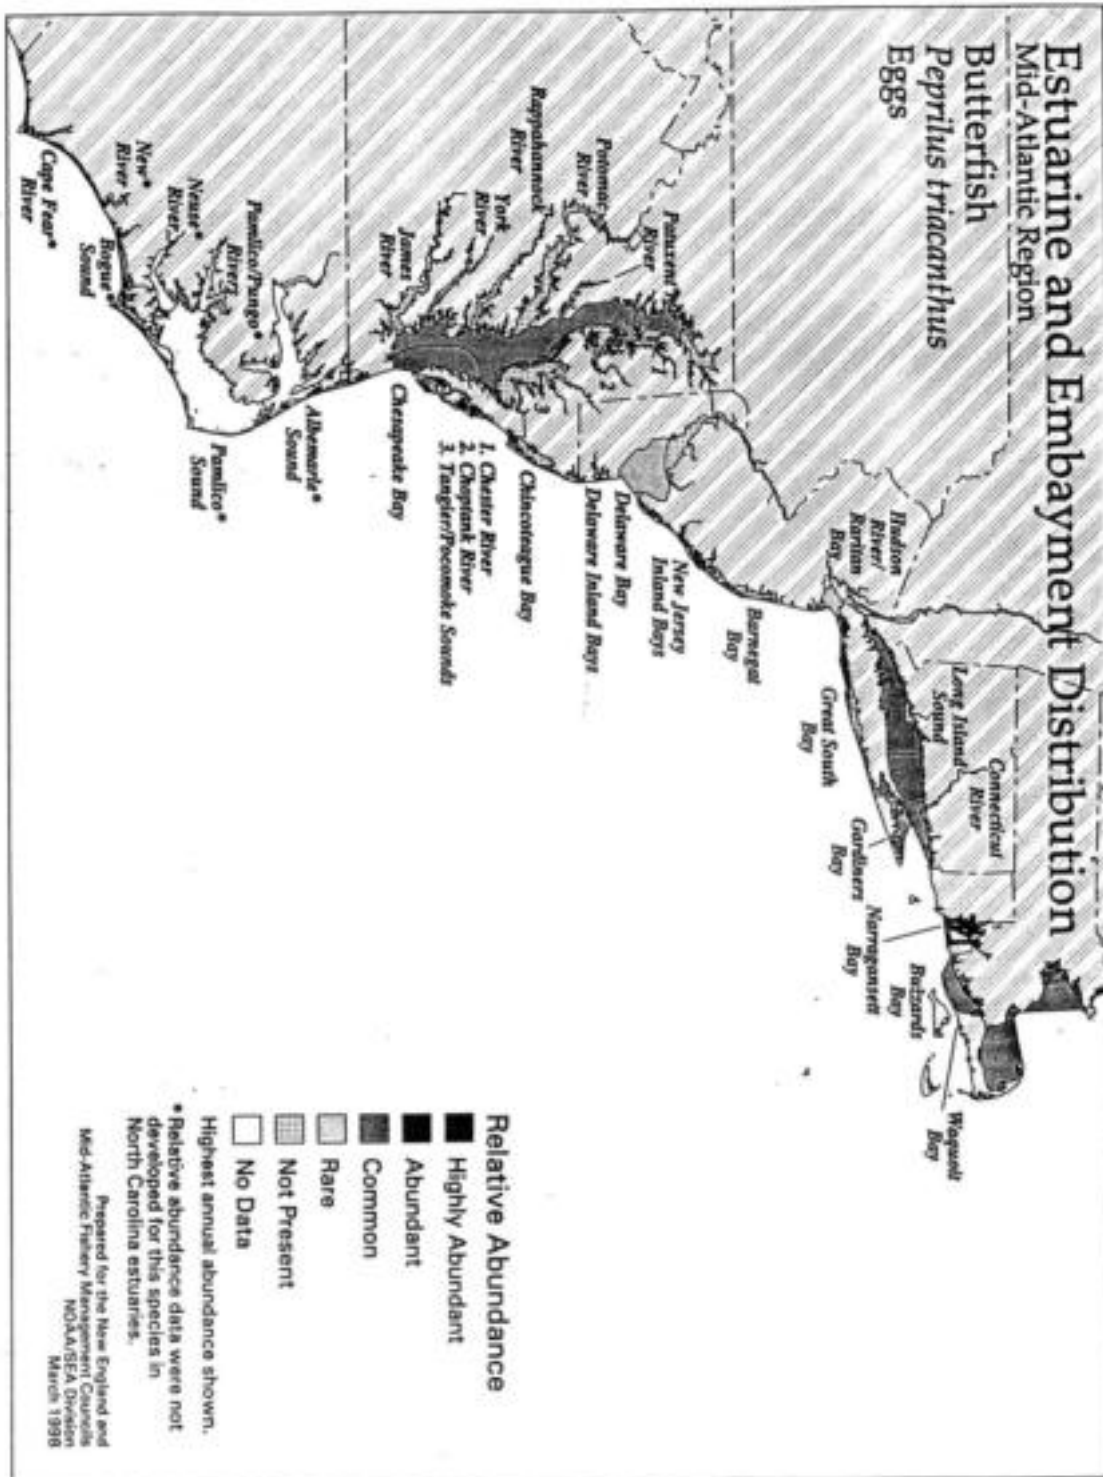 Estuarine and Embayment Distribution
Mid-Atlantic Region
Butterfish
Peprilus triacanthus
Eggs
Connecticut
River
Long Island
Sound
Hudson
River/
Raritan
Bay
Waquoit
Bay
Buzzards
Bay
Narragansett
Bay
Gardiners
Bay
Great South
Bay
Barnegat
Bay
New Jersey
Inland Bays
Delaware Bay
Delaware Inland Bays
Chincoteague Bay
1. Chester River
2. Choptank River
3. Tangier/Pocomoke Sounds
Chesapeake Bay
Patuxent
River
Potomac
River
Rappahannock
River
York
River
James
River
1
2
3
Albemarle*
Sound
Pamlico*
Sound
Pamlico/Pungo*
Rivers
Neuse*
River
New*
River
Bogue*
Sound
Cape Fear*
River
Relative Abundance
Highly Abundant
Abundant
Common
Rare
Not Present
No Data
Highest annual abundance shown.
*Relative abundance data were not
developed for this species in
North Carolina estuaries.
Prepared for the New England and
Mid-Atlantic Fishery Management Councils
NOAA/SEA Division
March 1998